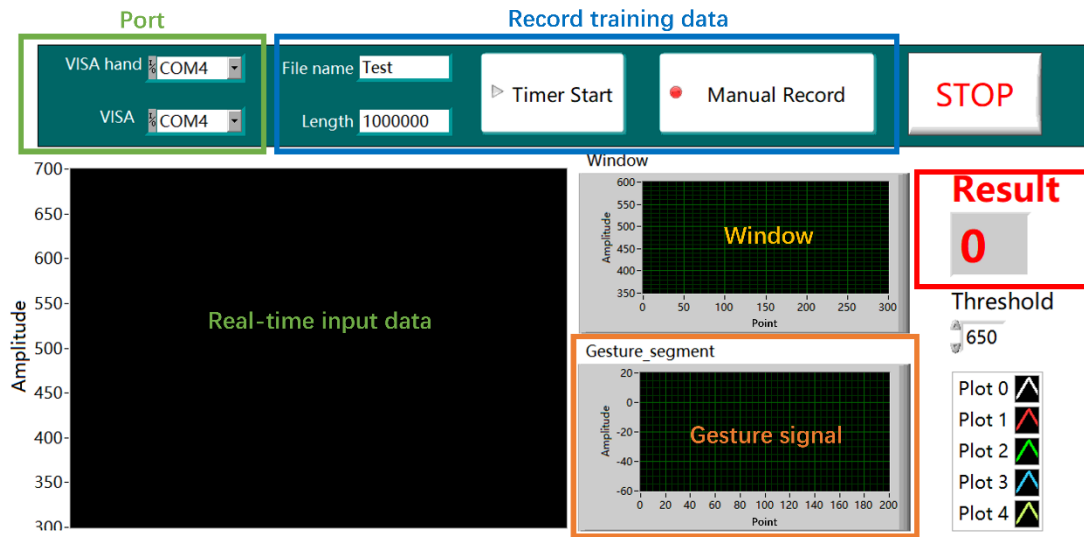 Port
Record training data
VISA hand COM4
File name Test
Timer Start
Manual Record
STOP
VISA COM4
Length 1000000
Amplitude
700
650
600
550
500
450
400
350
300
Real-time input data
Window
Amplitude
600
550
500
450
400
350
Window
0 50 100 150 200 250 300
Point
Gesture_segment
Amplitude
20
0
-20
-40
-60
Gesture signal
0 20 40 60 80 100 120 140 160 180 200
Point
Result
0
Threshold
650
Plot 0
Plot 1
Plot 2
Plot 3
Plot 4